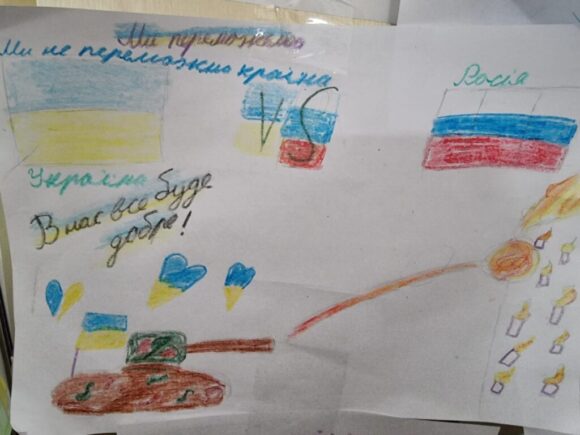 Ми переможемо
Ми не переможна країна
Росія
VS
Україна
В нас все буде
добре!